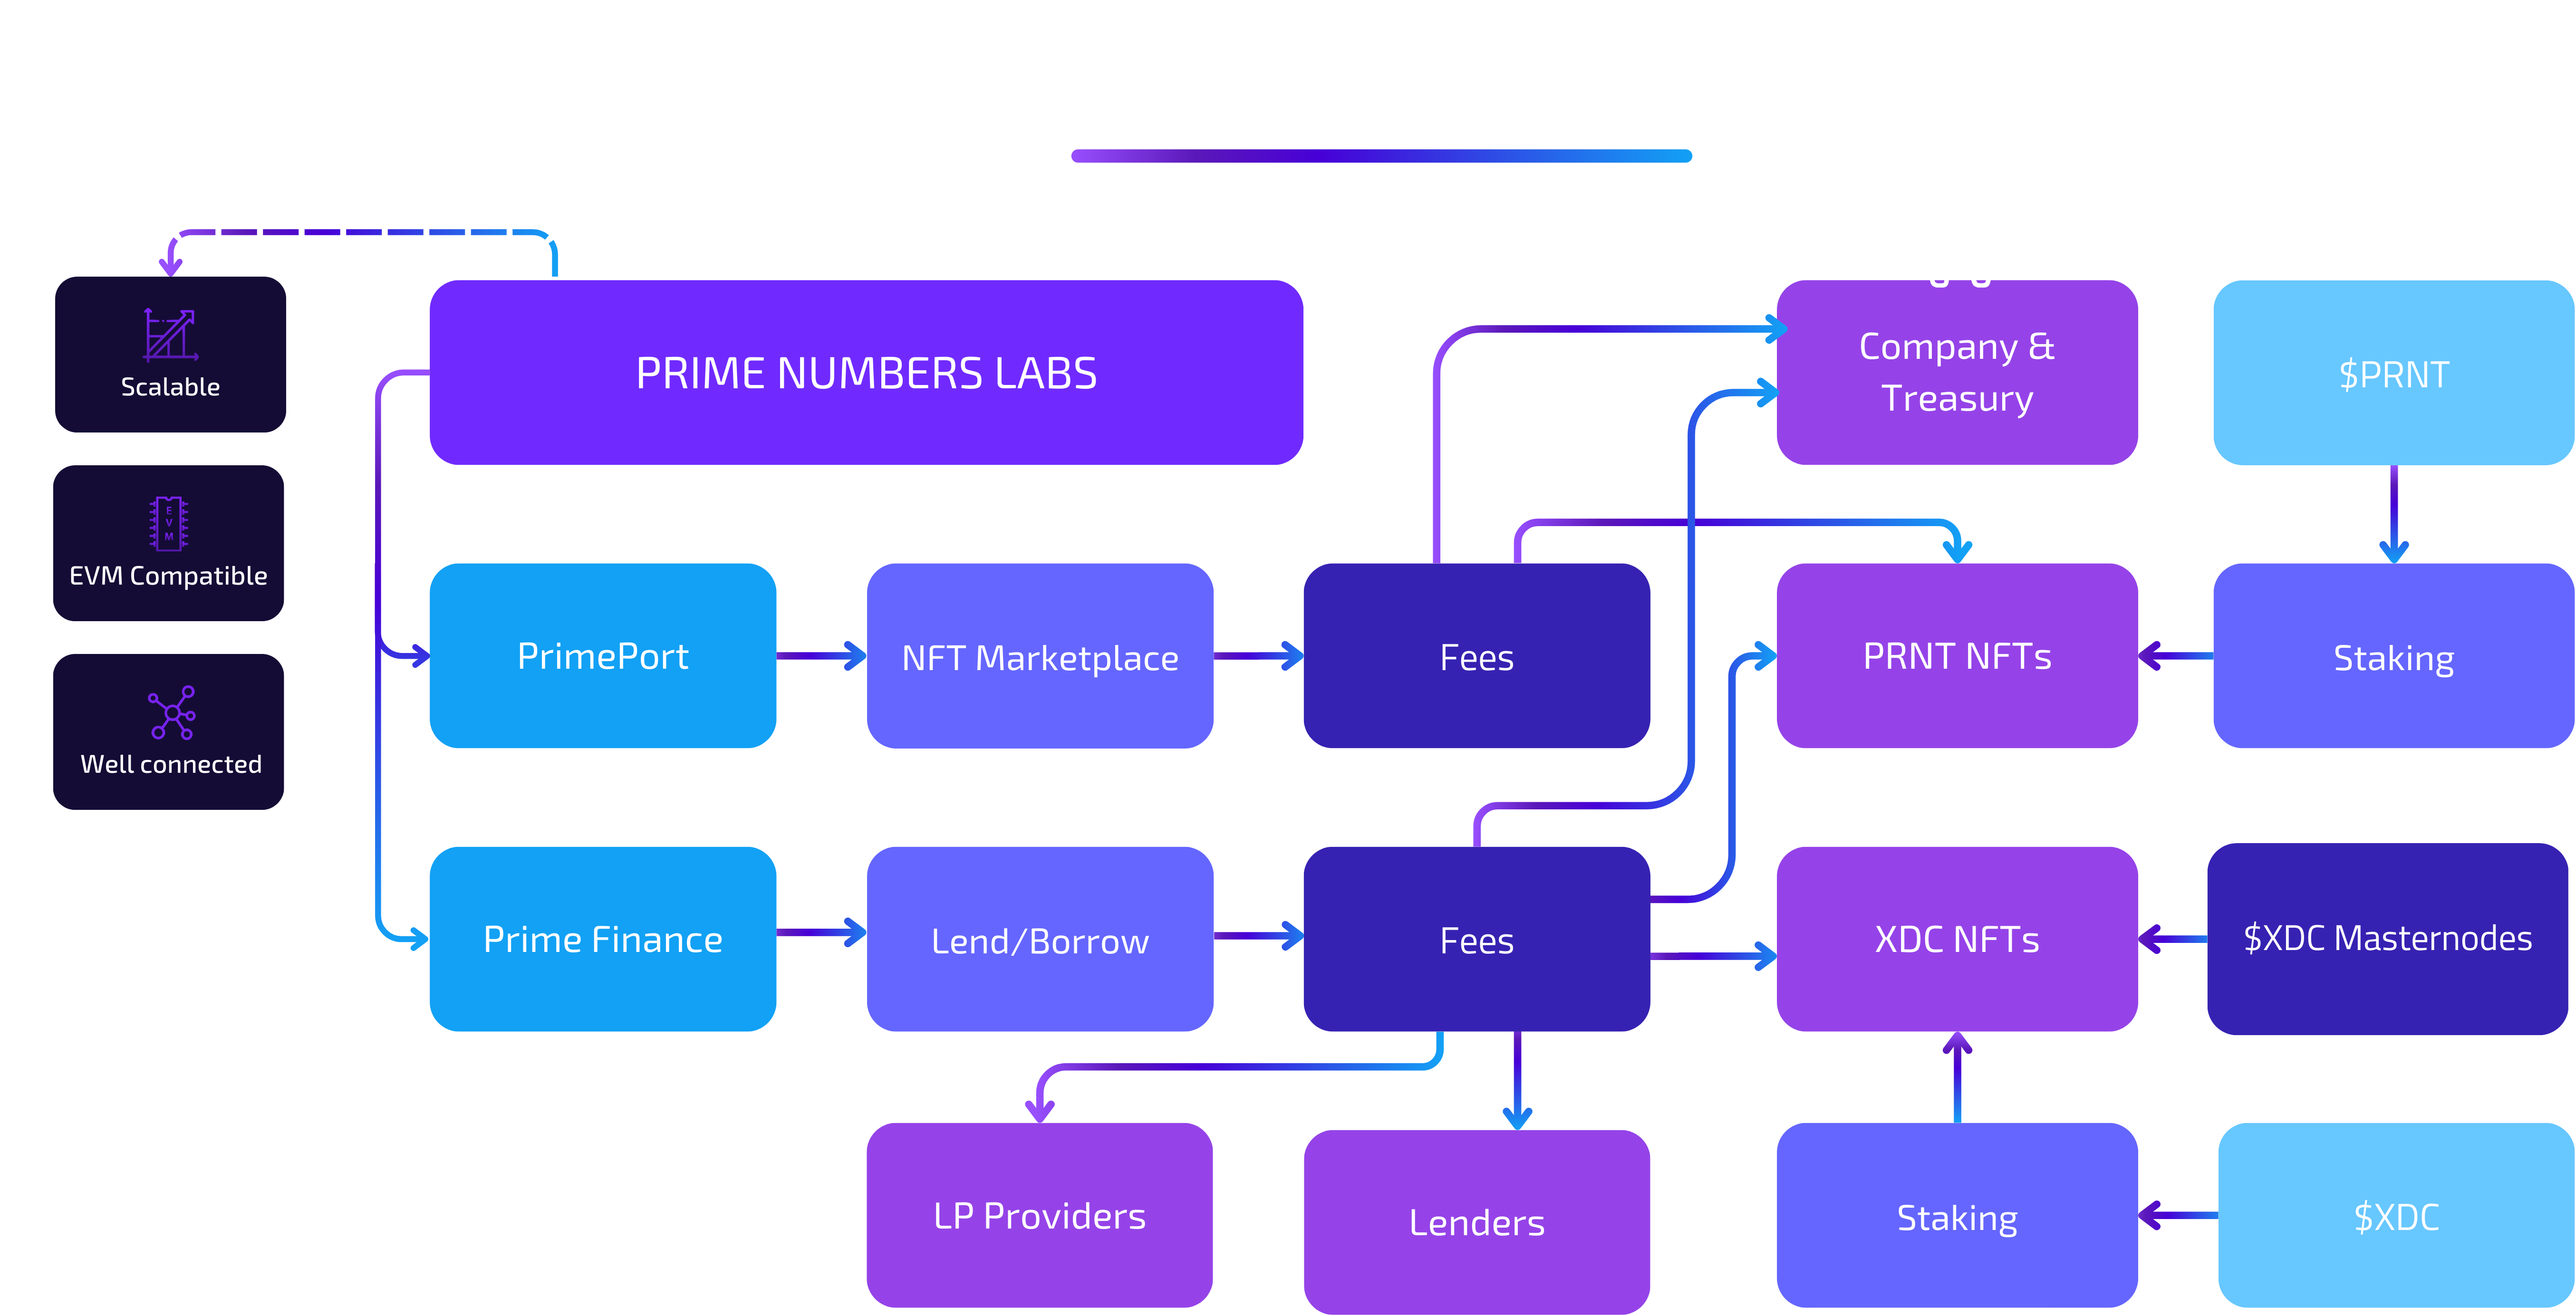 PRIME NUMBERS LABS
Company &
Treasury
$PRNT
Scalable
E
V
M
EVM Compatible
PrimePort
NFT Marketplace
Fees
PRNT NFTs
Staking
Well connected
Prime Finance
Lend/Borrow
Fees
XDC NFTs
$XDC Masternodes
LP Providers
Lenders
Staking
$XDC